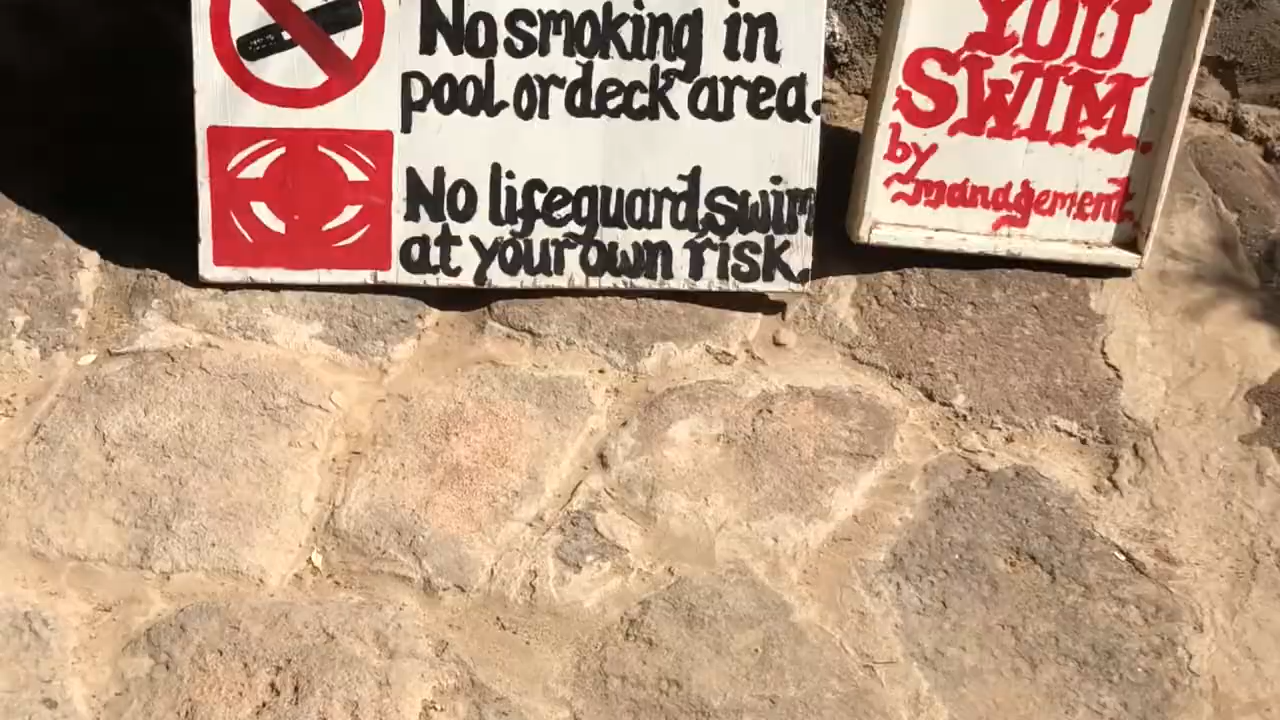 No smoking in
pool or deck area.
No lifeguard swim
at your own risk.
YOU
SWIM.
by
management.